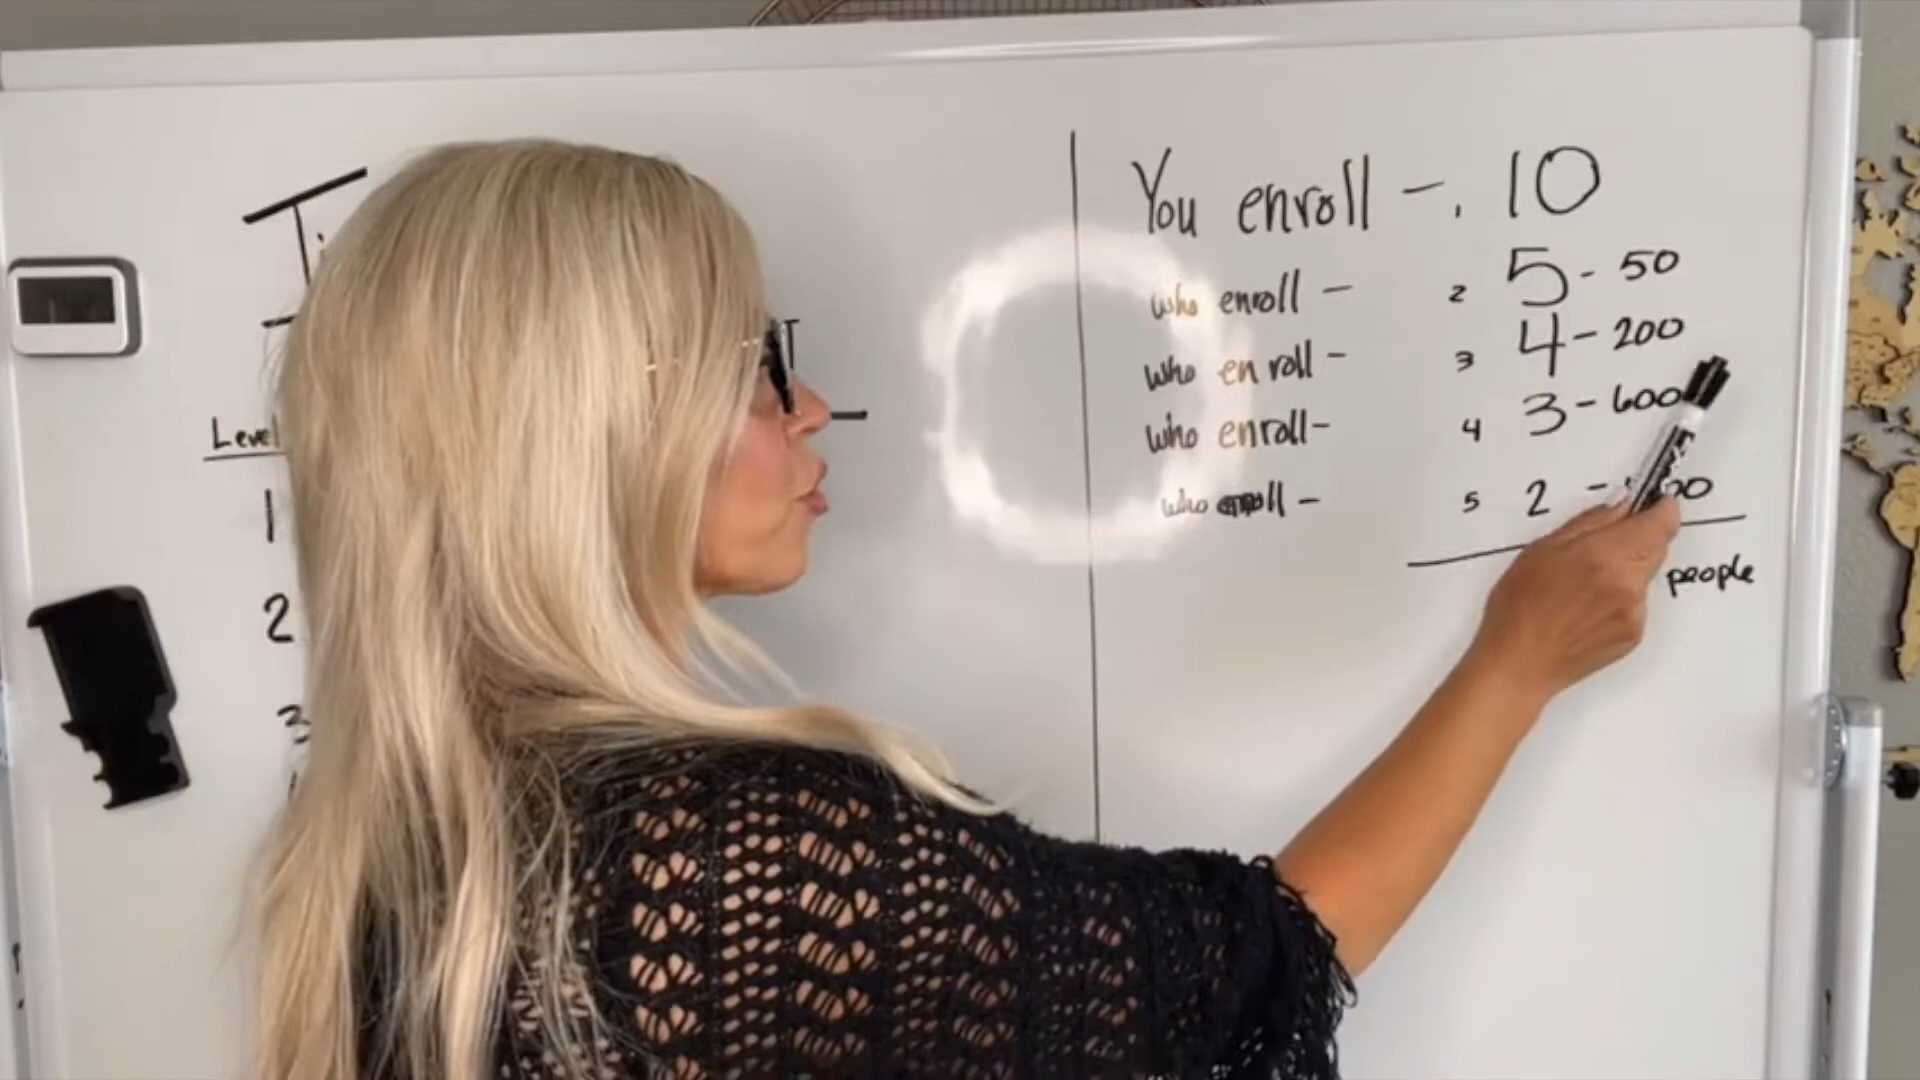 You enroll - . 10
who enroll - 2 5 - 50
who enroll - 3 4 - 200
who enroll - 4 3 - 600
who enroll - 5 2 -
people
Level
1
2
3